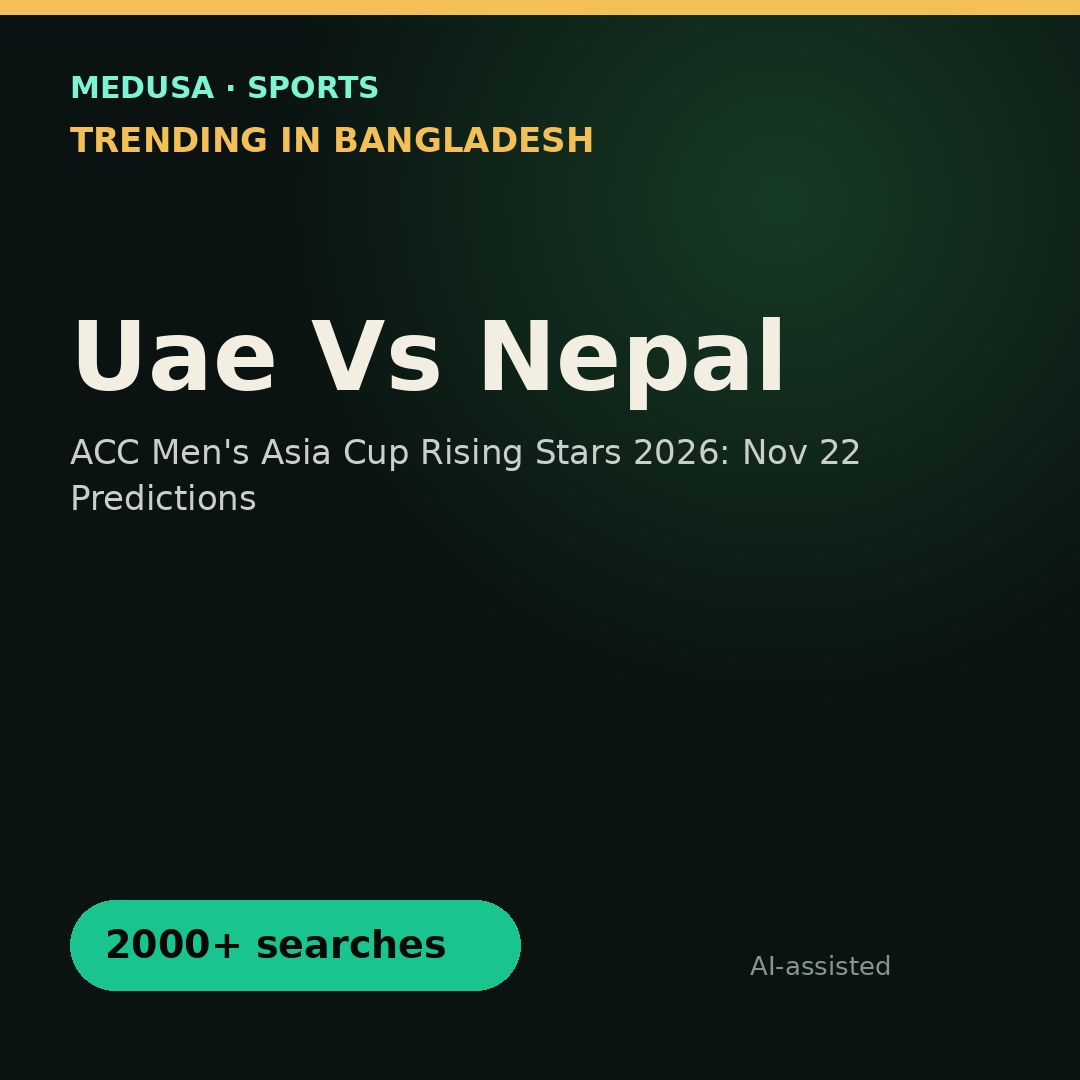 MEDUSA · SPORTS
TRENDING IN BANGLADESH
Uae Vs Nepal
ACC Men's Asia Cup Rising Stars 2026: Nov 22
Predictions
2000+ searches
AI-assisted